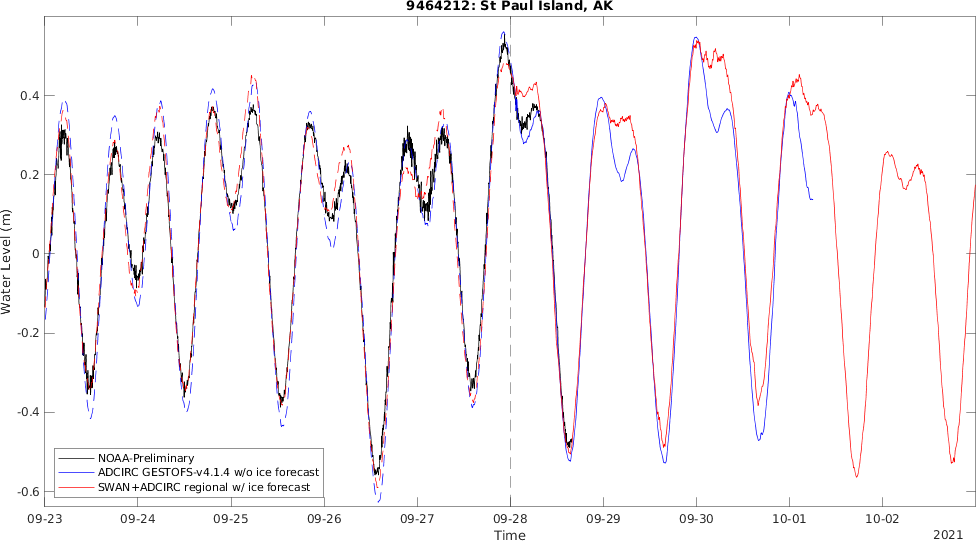 9464212: St Paul Island, AK
Water Level (m)
0.4
0.2
0
-0.2
-0.4
-0.6
NOAA-Preliminary
ADCIRC GESTOFS-v4.1.4 w/o ice forecast
SWAN+ADCIRC regional w/ ice forecast
09-23 09-24 09-25 09-26 09-27 09-28 09-29 09-30 10-01 10-02
Time
2021